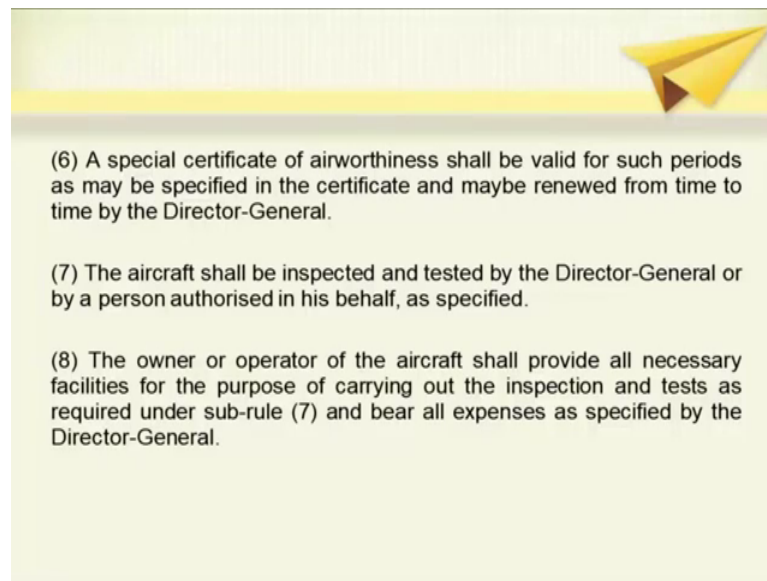 (6) A special certificate of airworthiness shall be valid for such periods
as may be specified in the certificate and maybe renewed from time to
time by the Director-General.
(7) The aircraft shall be inspected and tested by the Director-General or
by a person authorised in his behalf, as specified.
(8) The owner or operator of the aircraft shall provide all necessary
facilities for the purpose of carrying out the inspection and tests as
required under sub-rule (7) and bear all expenses as specified by the
Director-General.